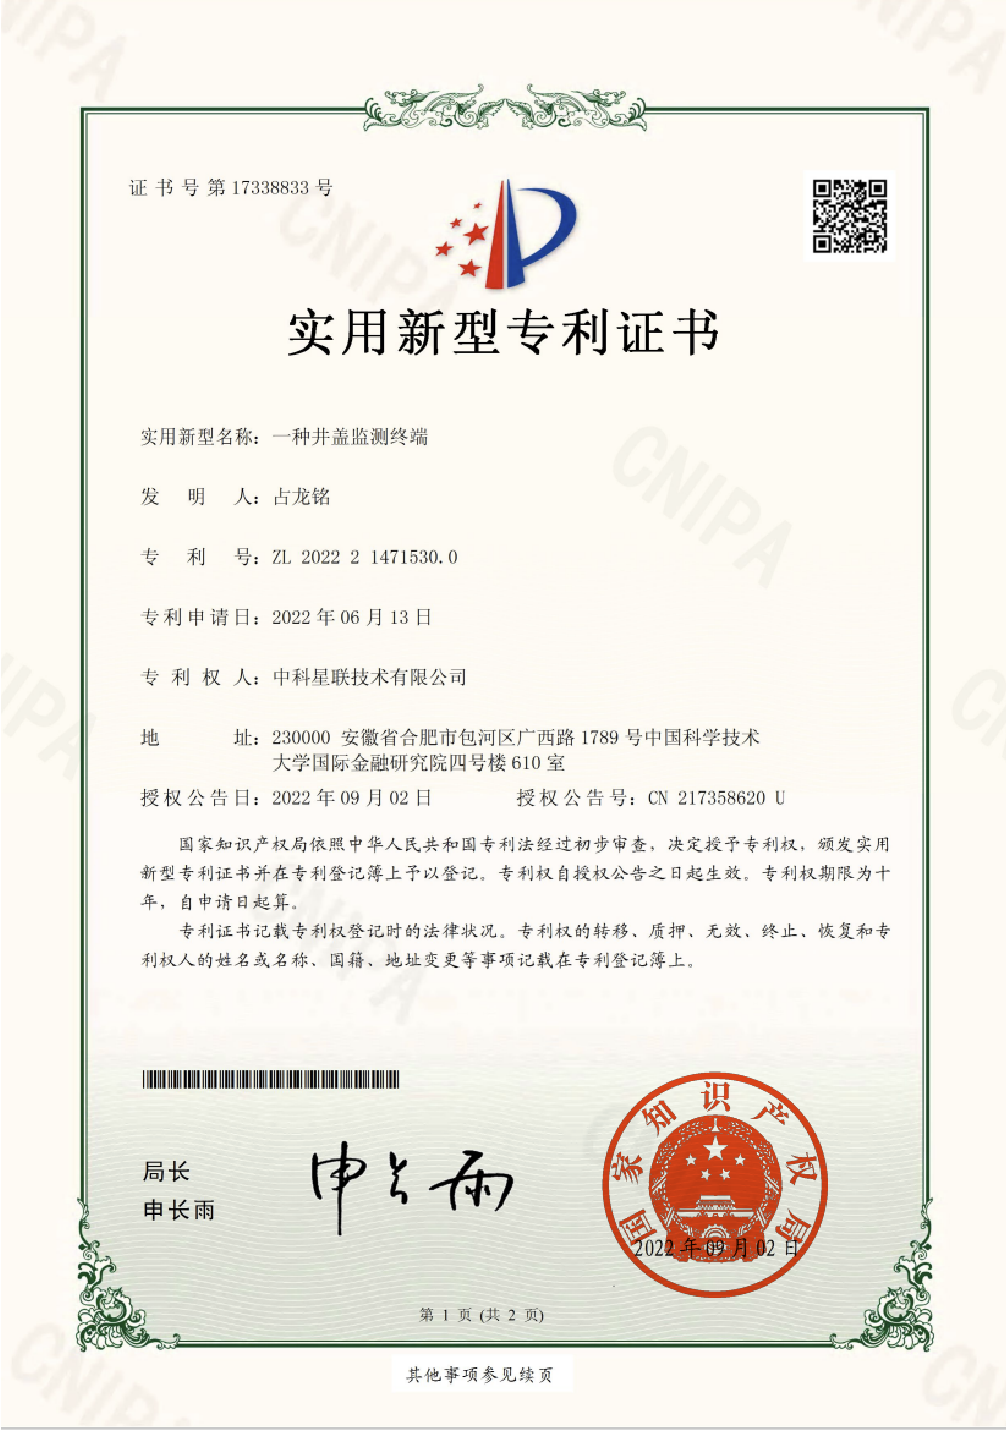 证书号第17338833号
实用新型专利证书
实用新型名称：一种井盖监测终端
发明人：占龙铭
专利号：ZL 2022 2 1471530.0
专利申请日：2022年06月13日
专利权人：中科星联技术有限公司
地址：230000 安徽省合肥市包河区广西路1789号中国科学技术
大学国际金融研究院四号楼610室
授权公告日：2022年09月02日 授权公告号：CN 217358620 U
国家知识产权局依照中华人民共和国专利法经过初步审查，决定授予专利权，颁发实用
新型专利证书并在专利登记簿上予以登记。专利权自授权公告之日起生效。专利权期限为十
年，自申请日起算。
专利证书记载专利权登记时的法律状况。专利权的转移、质押、无效、终止、恢复和专
利权人的姓名或名称、国籍、地址变更等事项记载在专利登记簿上。
局长
申长雨
申长雨
国家知识产权局
2022年09月02日
第 1 页 (共 2 页)
其他事项参见续页
CNIPA
CNIPA
CNIPA
CNIPA
CNIPA
CNIPA